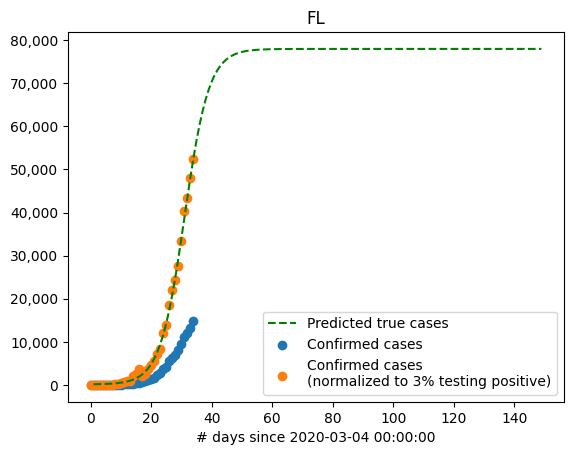 FL
80,000
70,000
60,000
50,000
40,000
30,000
20,000
10,000
0
Predicted true cases
Confirmed cases
Confirmed cases
(normalized to 3% testing positive)
0 20 40 60 80 100 120 140
# days since 2020-03-04 00:00:00